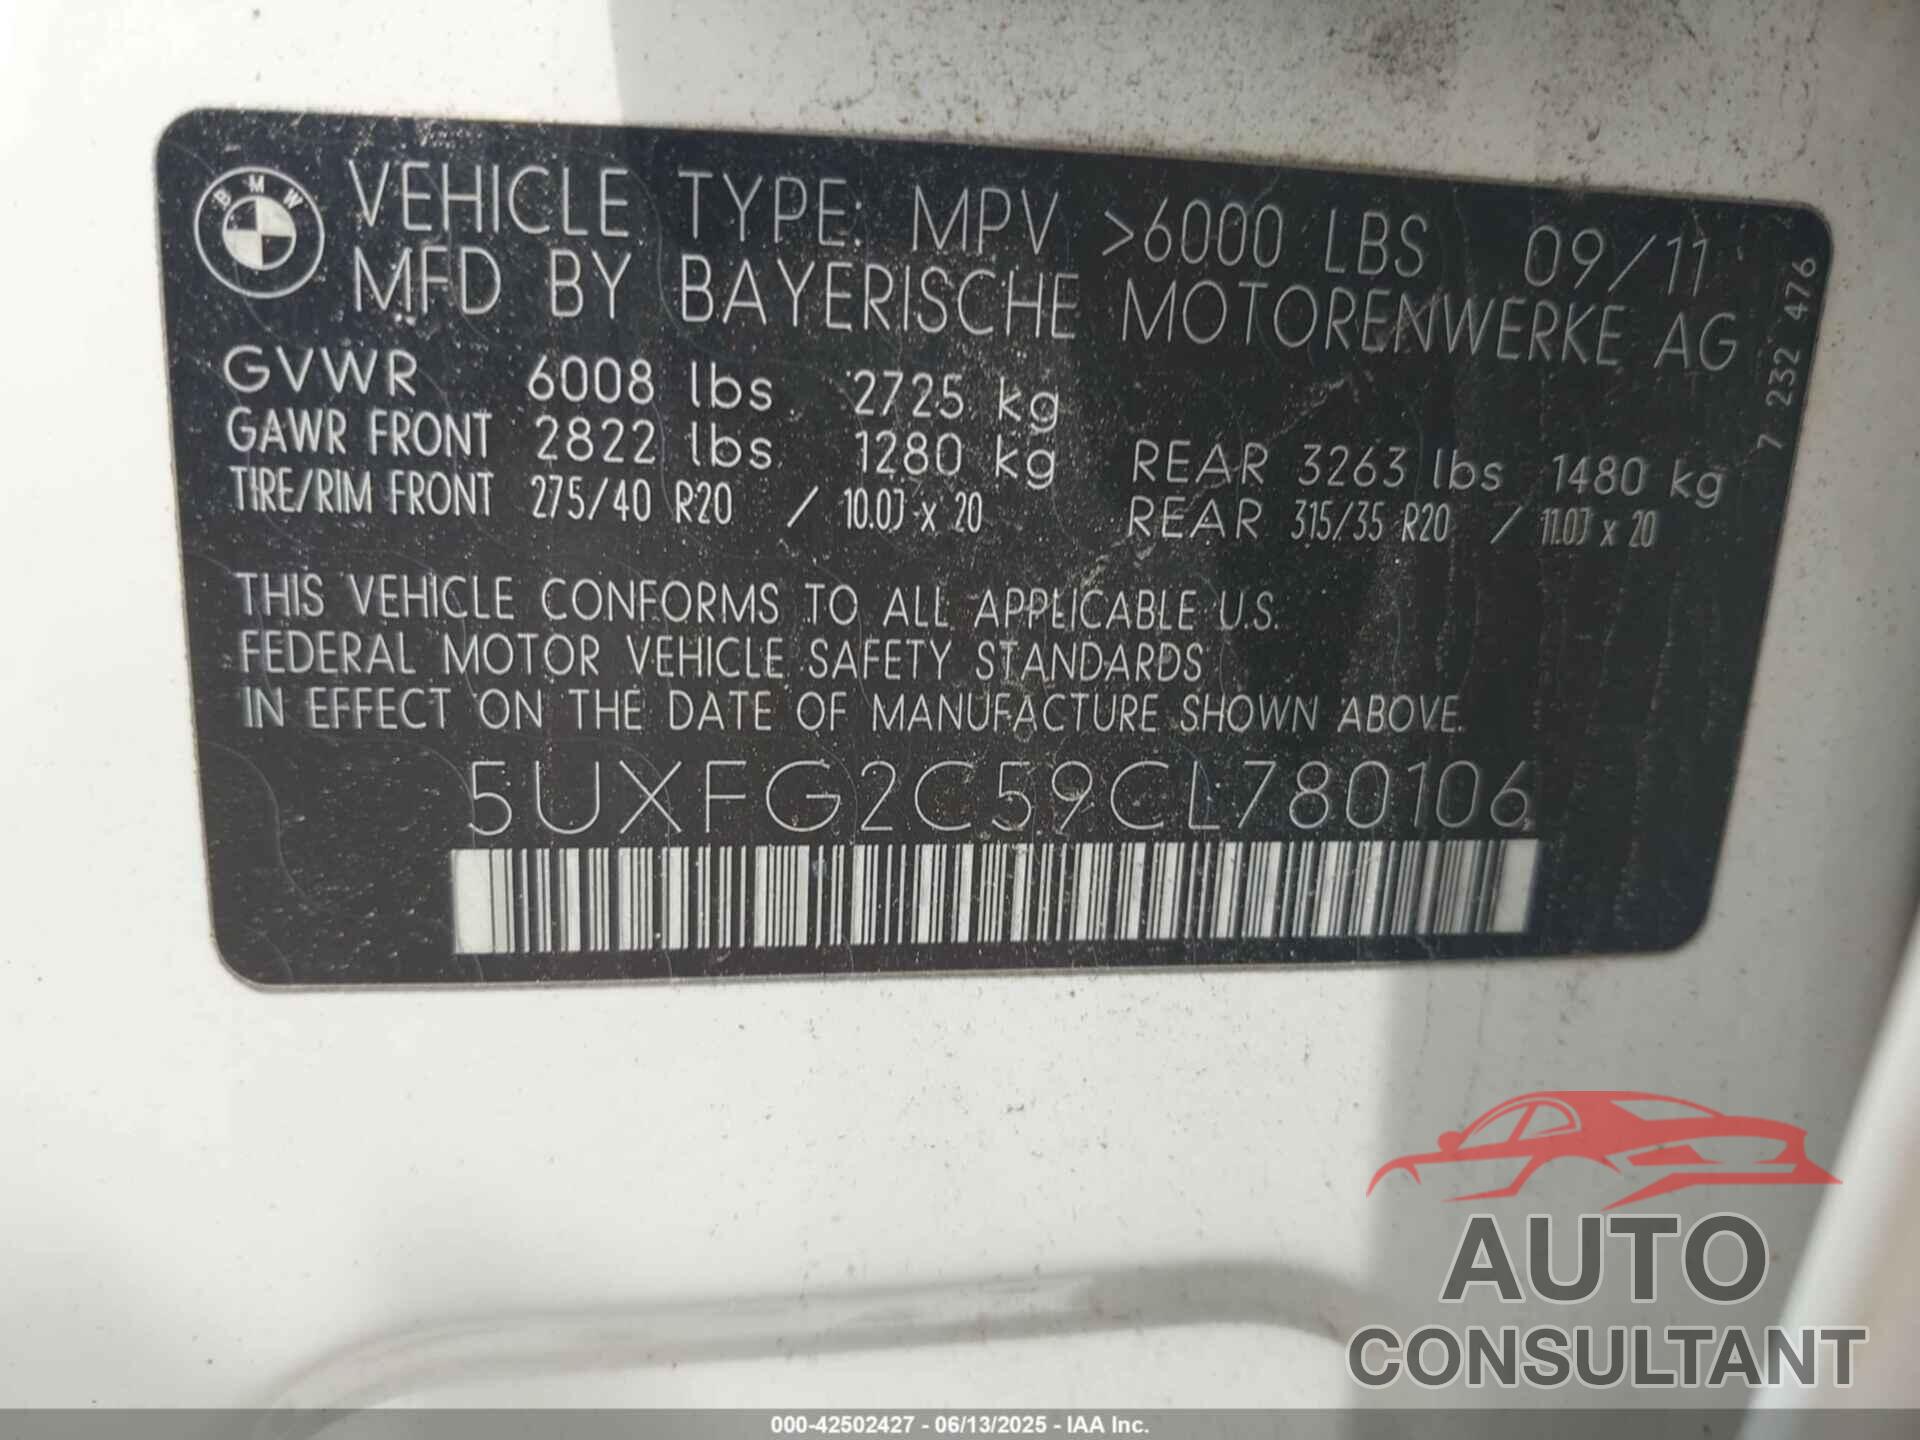 BMW
VEHICLE TYPE: MPV >6000 LBS 09/11
MFD BY BAYERISCHE MOTORENWERKE AG
GVWR 6008 lbs 2725 kg
GAWR FRONT 2822 lbs 1280 kg REAR 3263 lbs 1480 kg
TIRE/RIM FRONT 275/40 R20 / 10.0J x 20 REAR 315/35 R20 / 11.0J x 20
7 232 476
THIS VEHICLE CONFORMS TO ALL APPLICABLE U.S.
FEDERAL MOTOR VEHICLE SAFETY STANDARDS
IN EFFECT ON THE DATE OF MANUFACTURE SHOWN ABOVE.
5UXFG2C59CL780106
AUTO
CONSULTANT
000-42502427 - 06/13/2025 - IAA Inc.